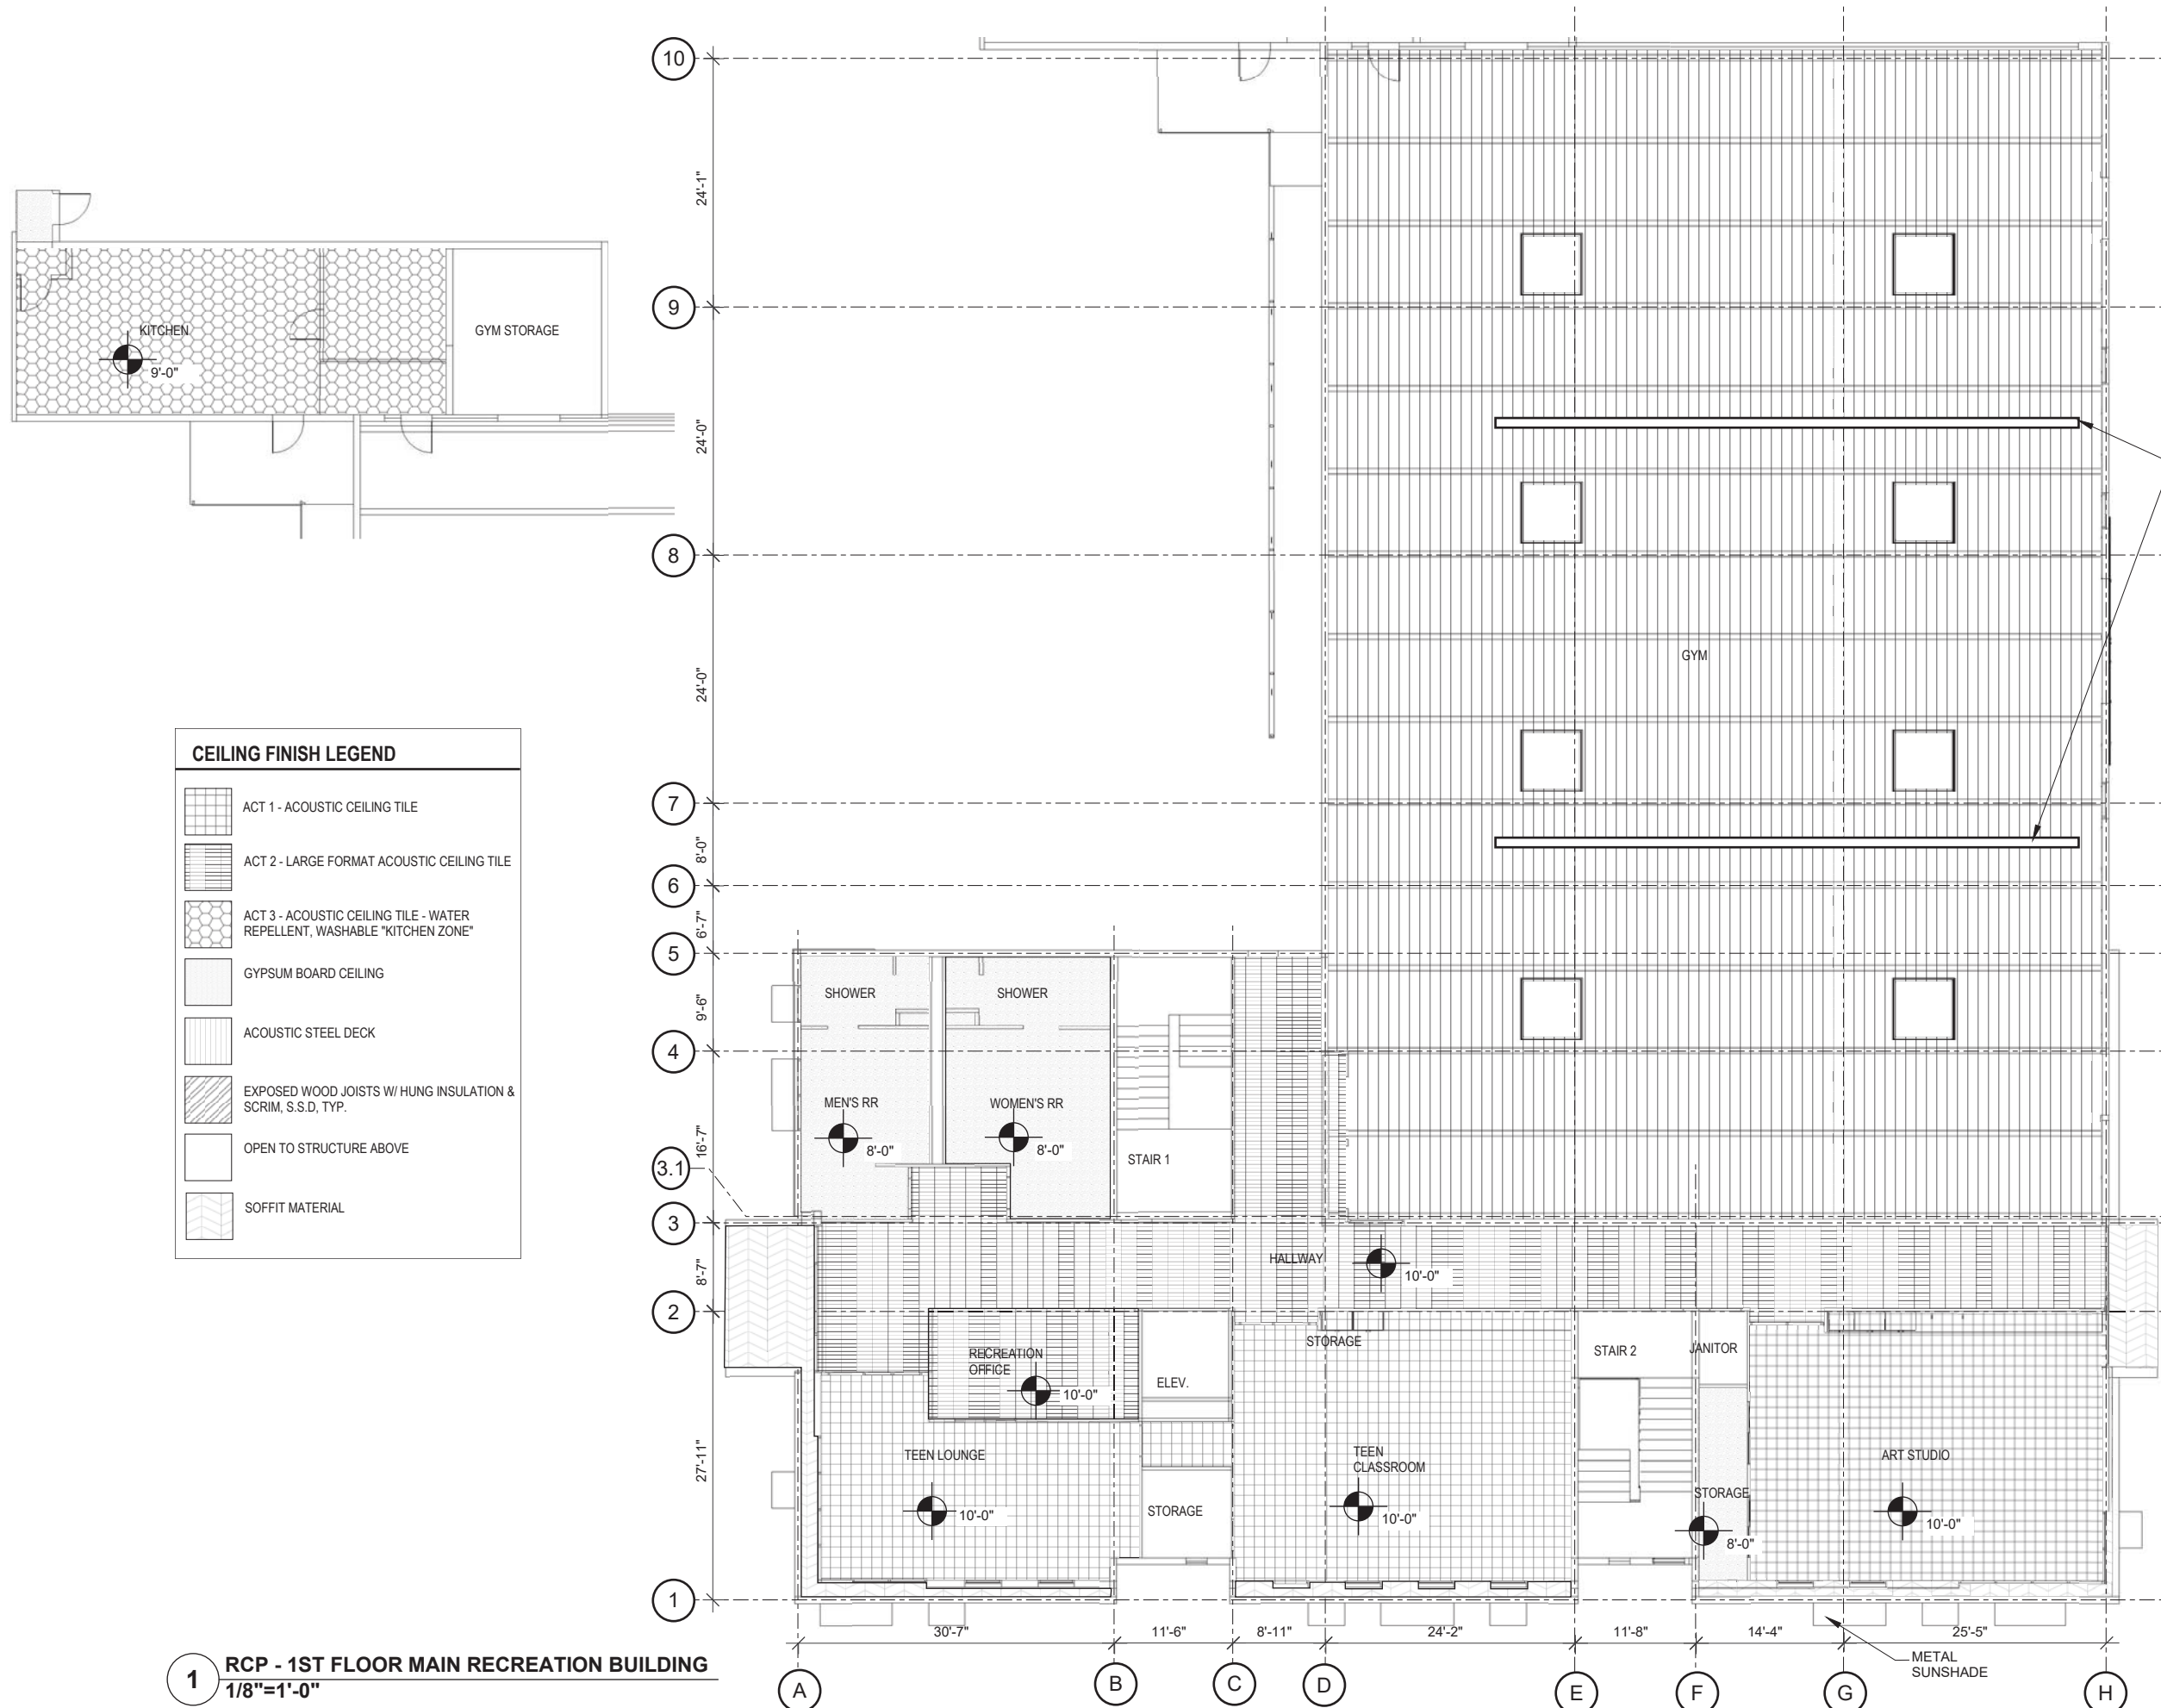 10
24'-1"
KITCHEN
9'-0"
GYM STORAGE
9
24'-0"
8
24'-0"
GYM
CEILING FINISH LEGEND
ACT 1 - ACOUSTIC CEILING TILE
ACT 2 - LARGE FORMAT ACOUSTIC CEILING TILE
ACT 3 - ACOUSTIC CEILING TILE - WATER
REPELLENT, WASHABLE "KITCHEN ZONE"
GYPSUM BOARD CEILING
ACOUSTIC STEEL DECK
EXPOSED WOOD JOISTS W/ HUNG INSULATION &
SCRIM, S.S.D, TYP.
OPEN TO STRUCTURE ABOVE
SOFFIT MATERIAL
7
8'-0"
6
6'-7"
5
9'-6"
SHOWER
SHOWER
4
MEN'S RR
8'-0"
WOMEN'S RR
8'-0"
16'-7"
STAIR 1
3.1
3
8'-7"
HALLWAY
10'-0"
2
RECREATION
OFFICE
10'-0"
ELEV.
STORAGE
STAIR 2
JANITOR
27'-11"
TEEN LOUNGE
10'-0"
STORAGE
TEEN
CLASSROOM
10'-0"
STORAGE
8'-0"
ART STUDIO
10'-0"
1
30'-7"
11'-6"
8'-11"
24'-2"
11'-8"
14'-4"
25'-5"
METAL
SUNSHADE
A
B
C
D
E
F
G
H
1
RCP - 1ST FLOOR MAIN RECREATION BUILDING
1/8"=1'-0"